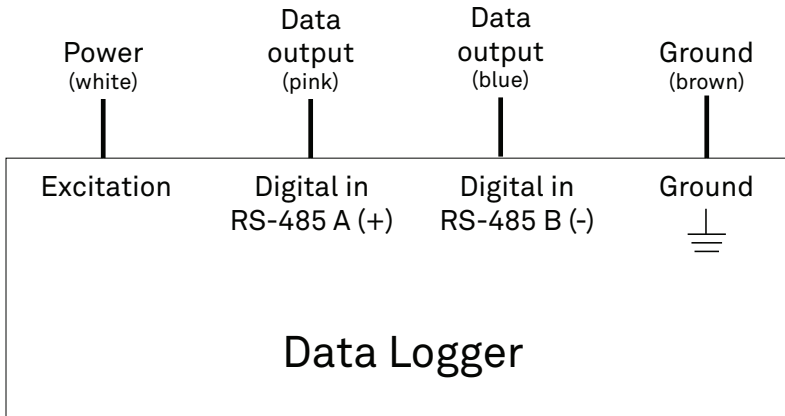 Power
(white)
Data
output
(pink)
Data
output
(blue)
Ground
(brown)
Excitation
Digital in
RS-485 A (+)
Digital in
RS-485 B (-)
Ground
Data Logger